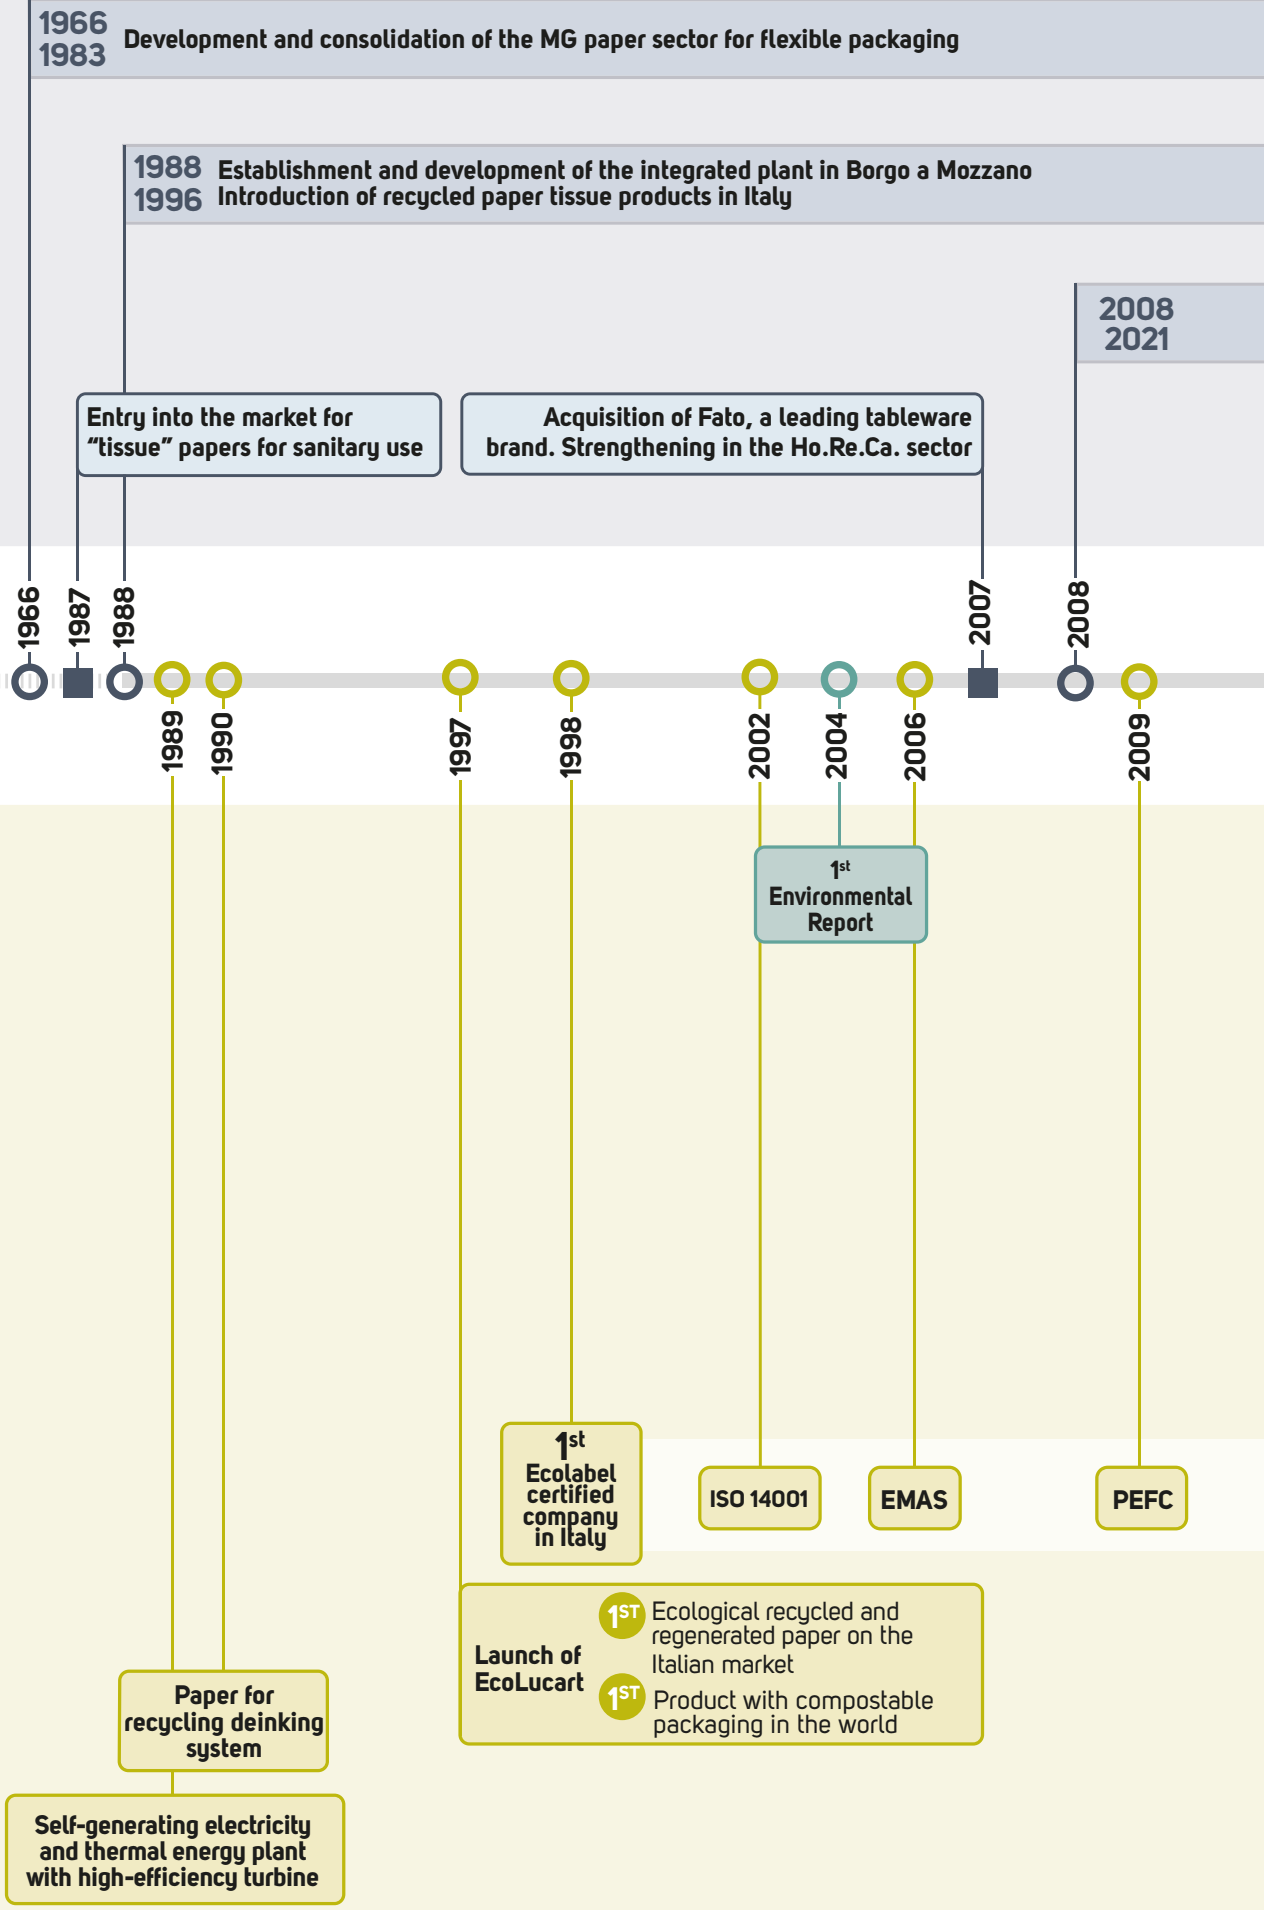 1966
1983
Development and consolidation of the MG paper sector for flexible packaging
1988
1996
Establishment and development of the integrated plant in Borgo a Mozzano
Introduction of recycled paper tissue products in Italy
2008
2021
Entry into the market for
“tissue” papers for sanitary use
Acquisition of Fato, a leading tableware
brand. Strengthening in the Ho.Re.Ca. sector
1966
1987
1988
2007
2008
1989
1990
1997
1998
2002
2004
2006
2009
1st
Environmental
Report
1st
Ecolabel
certified
company
in Italy
ISO 14001
EMAS
PEFC
Launch of
EcoLucart
1ST
Ecological recycled and
regenerated paper on the
Italian market
1ST
Product with compostable
packaging in the world
Paper for
recycling deinking
system
Self-generating electricity
and thermal energy plant
with high-efficiency turbine